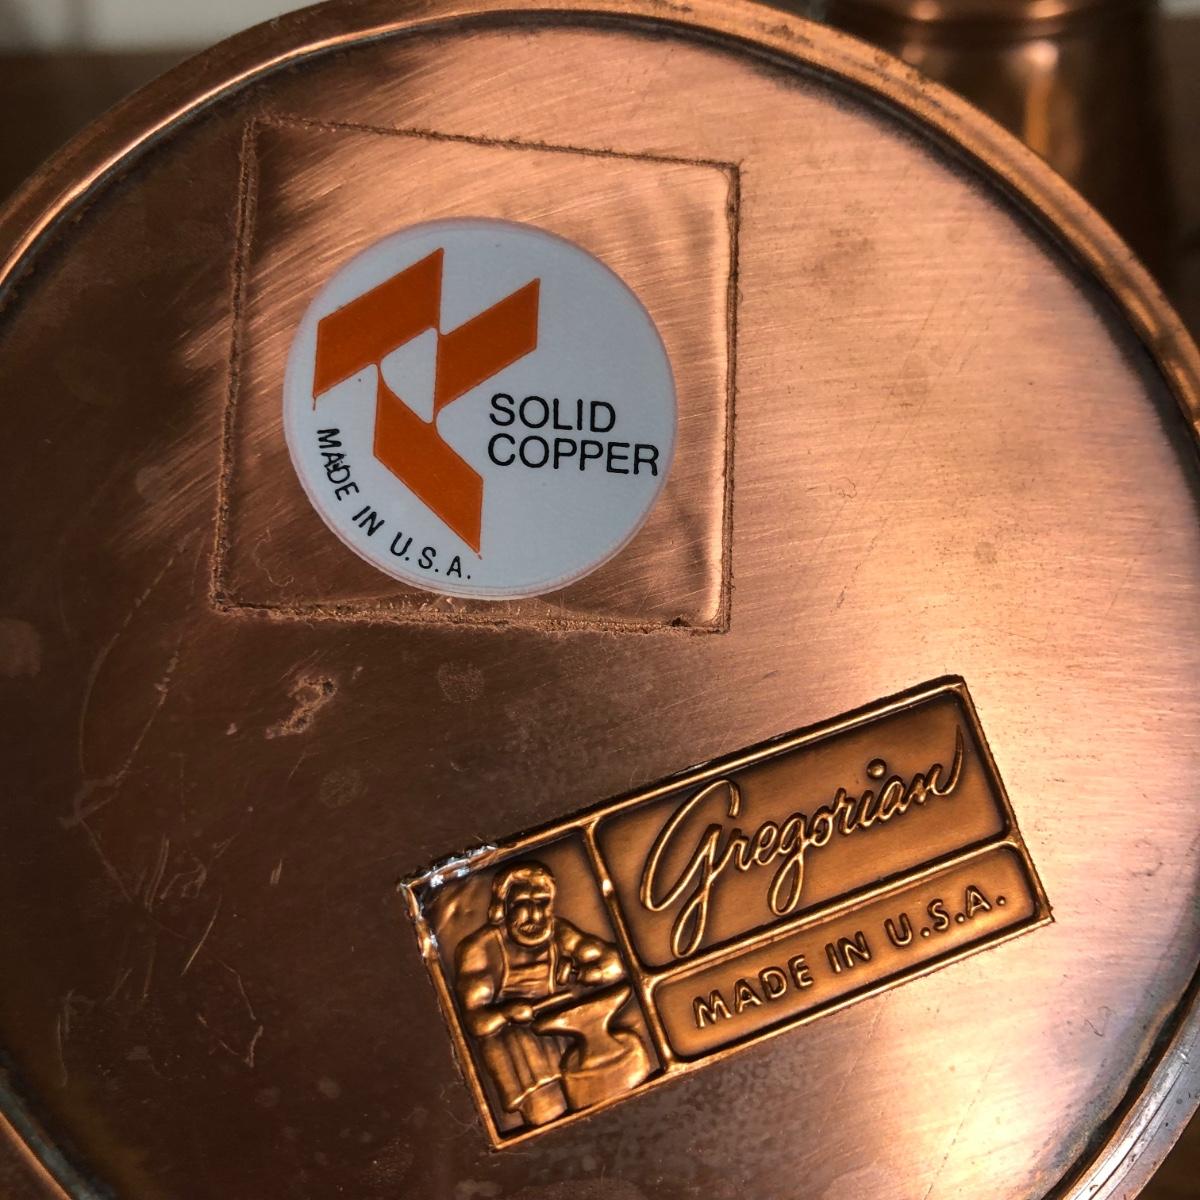 SOLID
COPPER
MADE IN U.S.A.
Gregorian
MADE IN U.S.A.